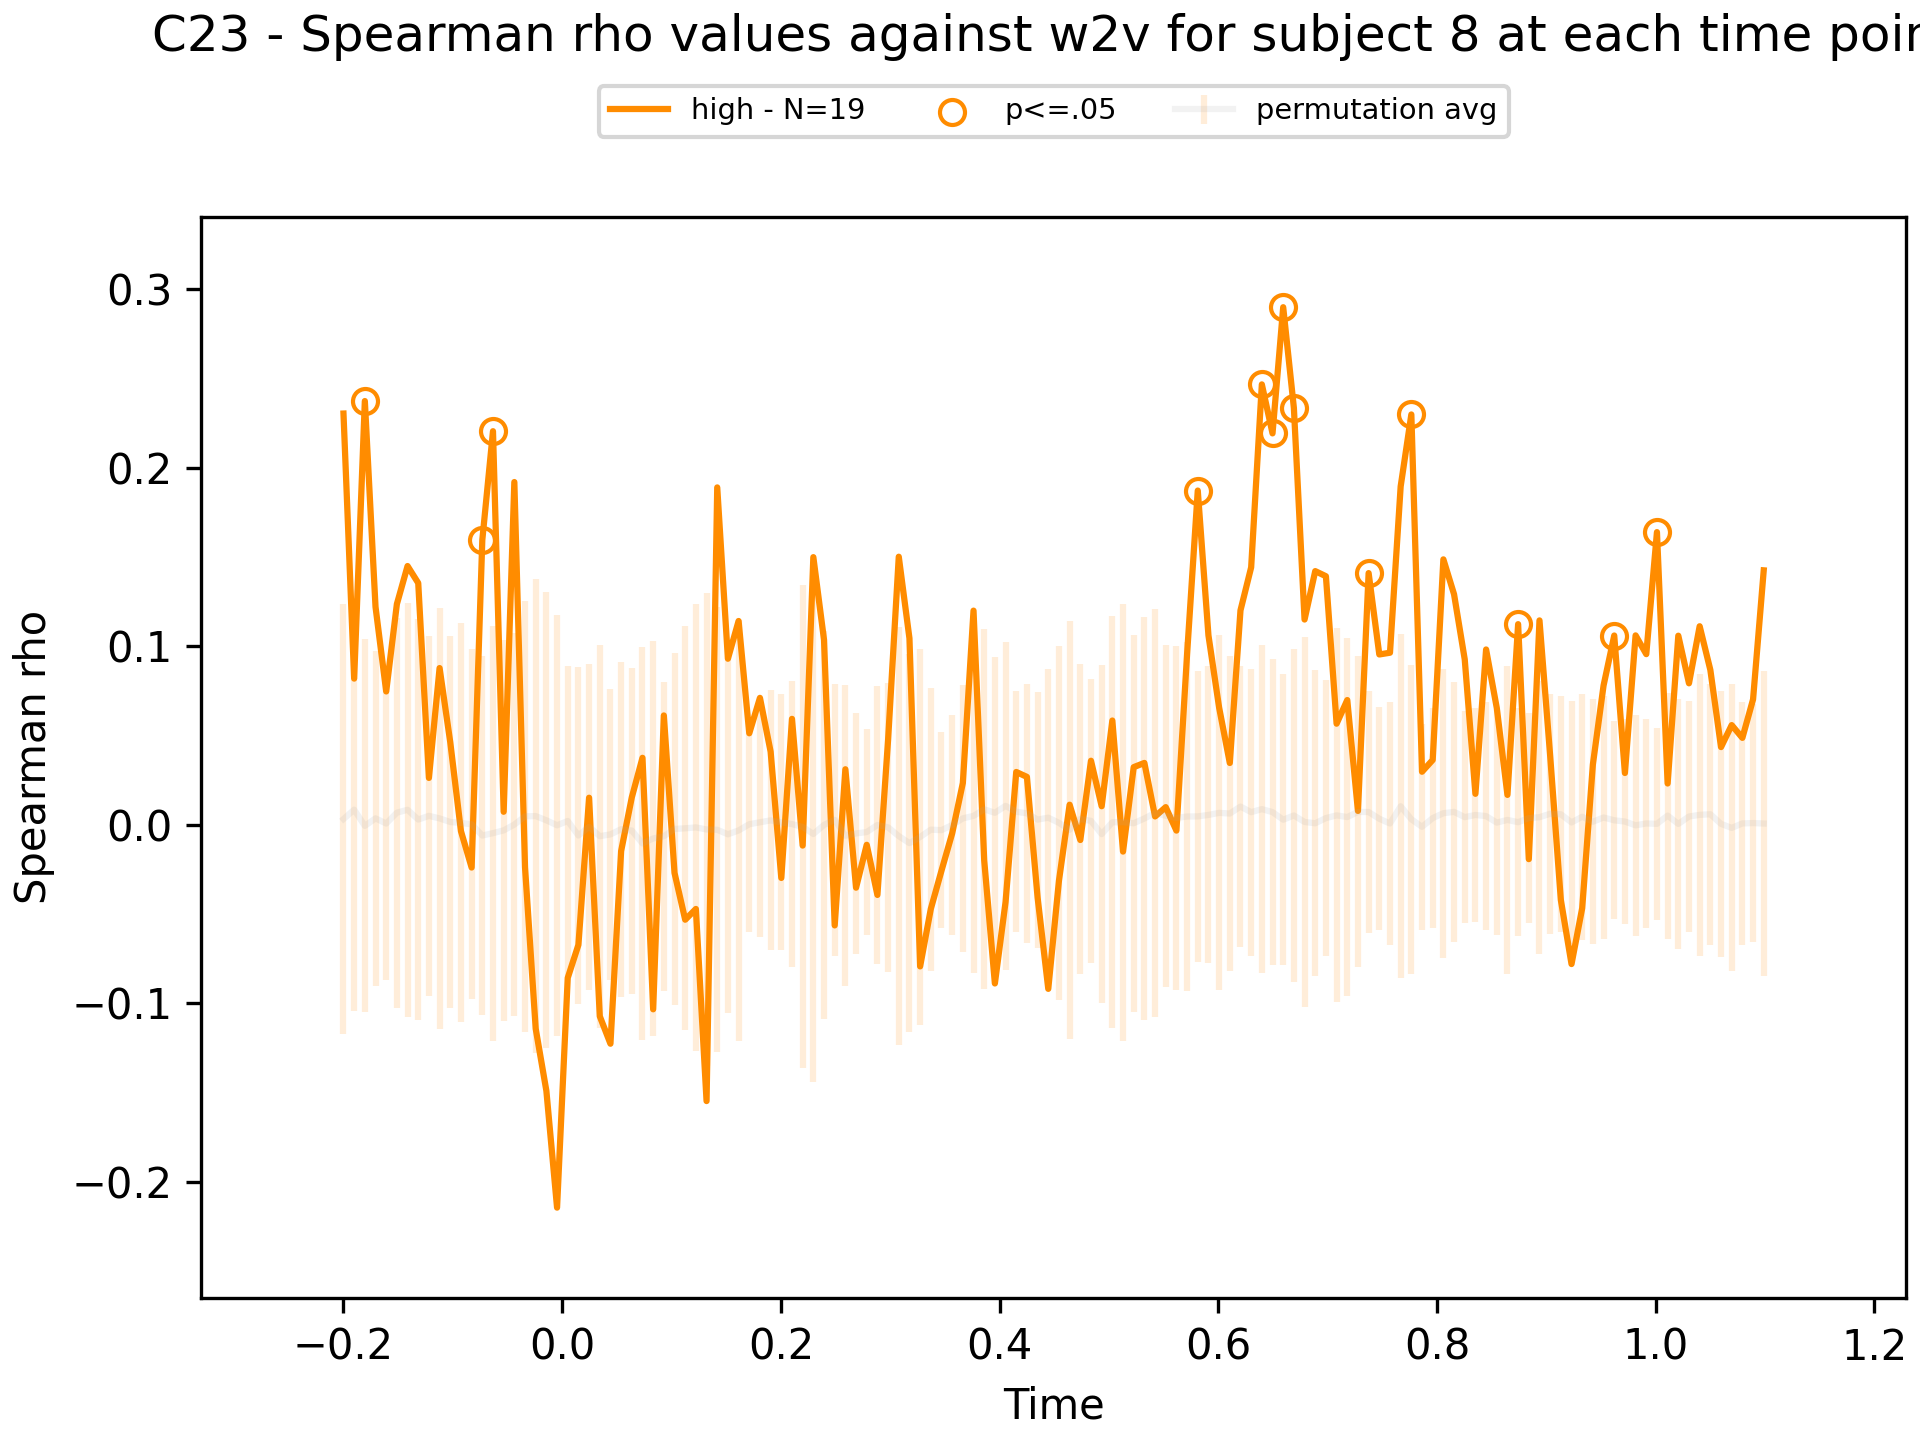 C23 - Spearman rho values against w2v for subject 8 at each time poin
high - N=19 p<=.05 permutation avg
0.3
0.2
0.1
0.0
−0.1
−0.2
Spearman rho
−0.2 0.0 0.2 0.4 0.6 0.8 1.0 1.2
Time